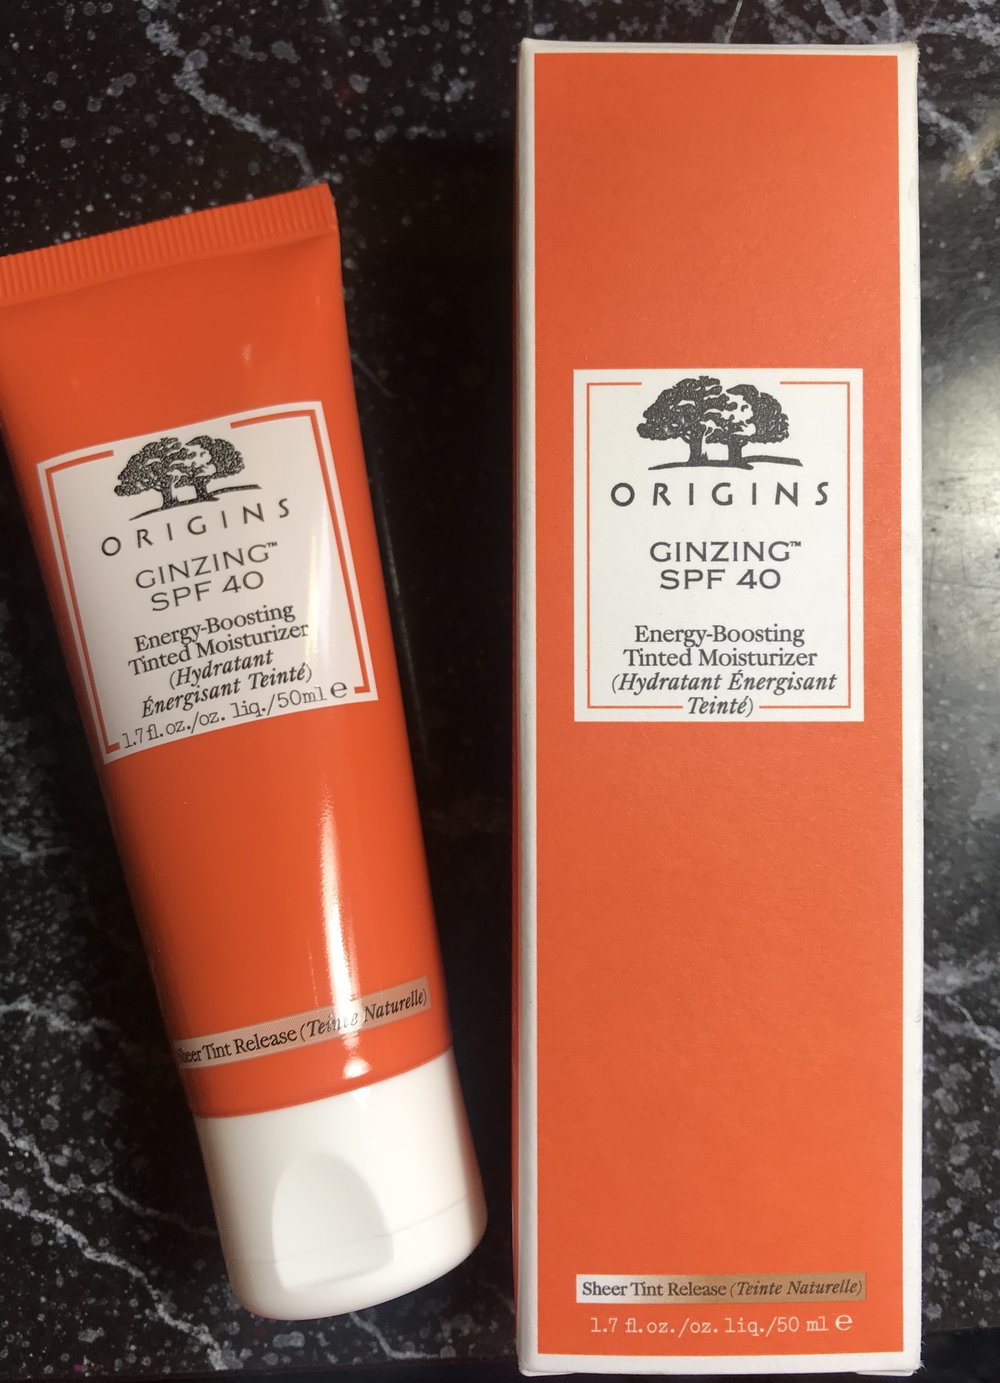 ORIGINS
GINZING™
SPF 40
Energy-Boosting
Tinted Moisturizer
(Hydratant
Énergisant Teinté)
1.7 fl.oz./oz. liq./50ml e
Sheer Tint Release (Teinte Naturelle)
ORIGINS
GINZING™
SPF 40
Energy-Boosting
Tinted Moisturizer
(Hydratant Énergisant
Teinté)
Sheer Tint Release (Teinte Naturelle)
1.7 fl.oz./oz. liq./50 ml e